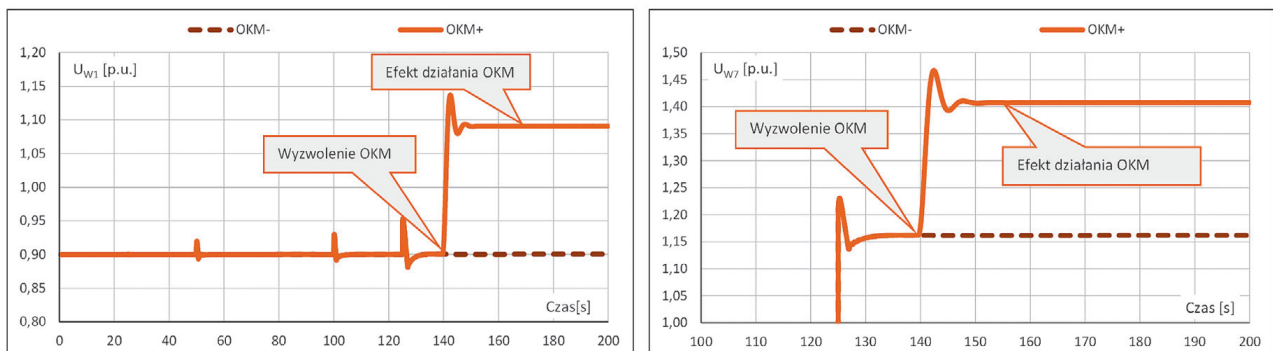 OKM-
OKM+
1,20
1,15
1,10
1,05
1,00
0,95
0,90
0,85
0,80
U_W1 [p.u.]
Efekt działania OKM
Wyzwolenie OKM
Czas[s]
0 20 40 60 80 100 120 140 160 180 200
OKM-
OKM+
1,50
1,45
1,40
1,35
1,30
1,25
1,20
1,15
1,10
1,05
1,00
U_W7 [p.u.]
Wyzwolenie OKM
Efekt działania OKM
Czas [s]
100 110 120 130 140 150 160 170 180 190 200